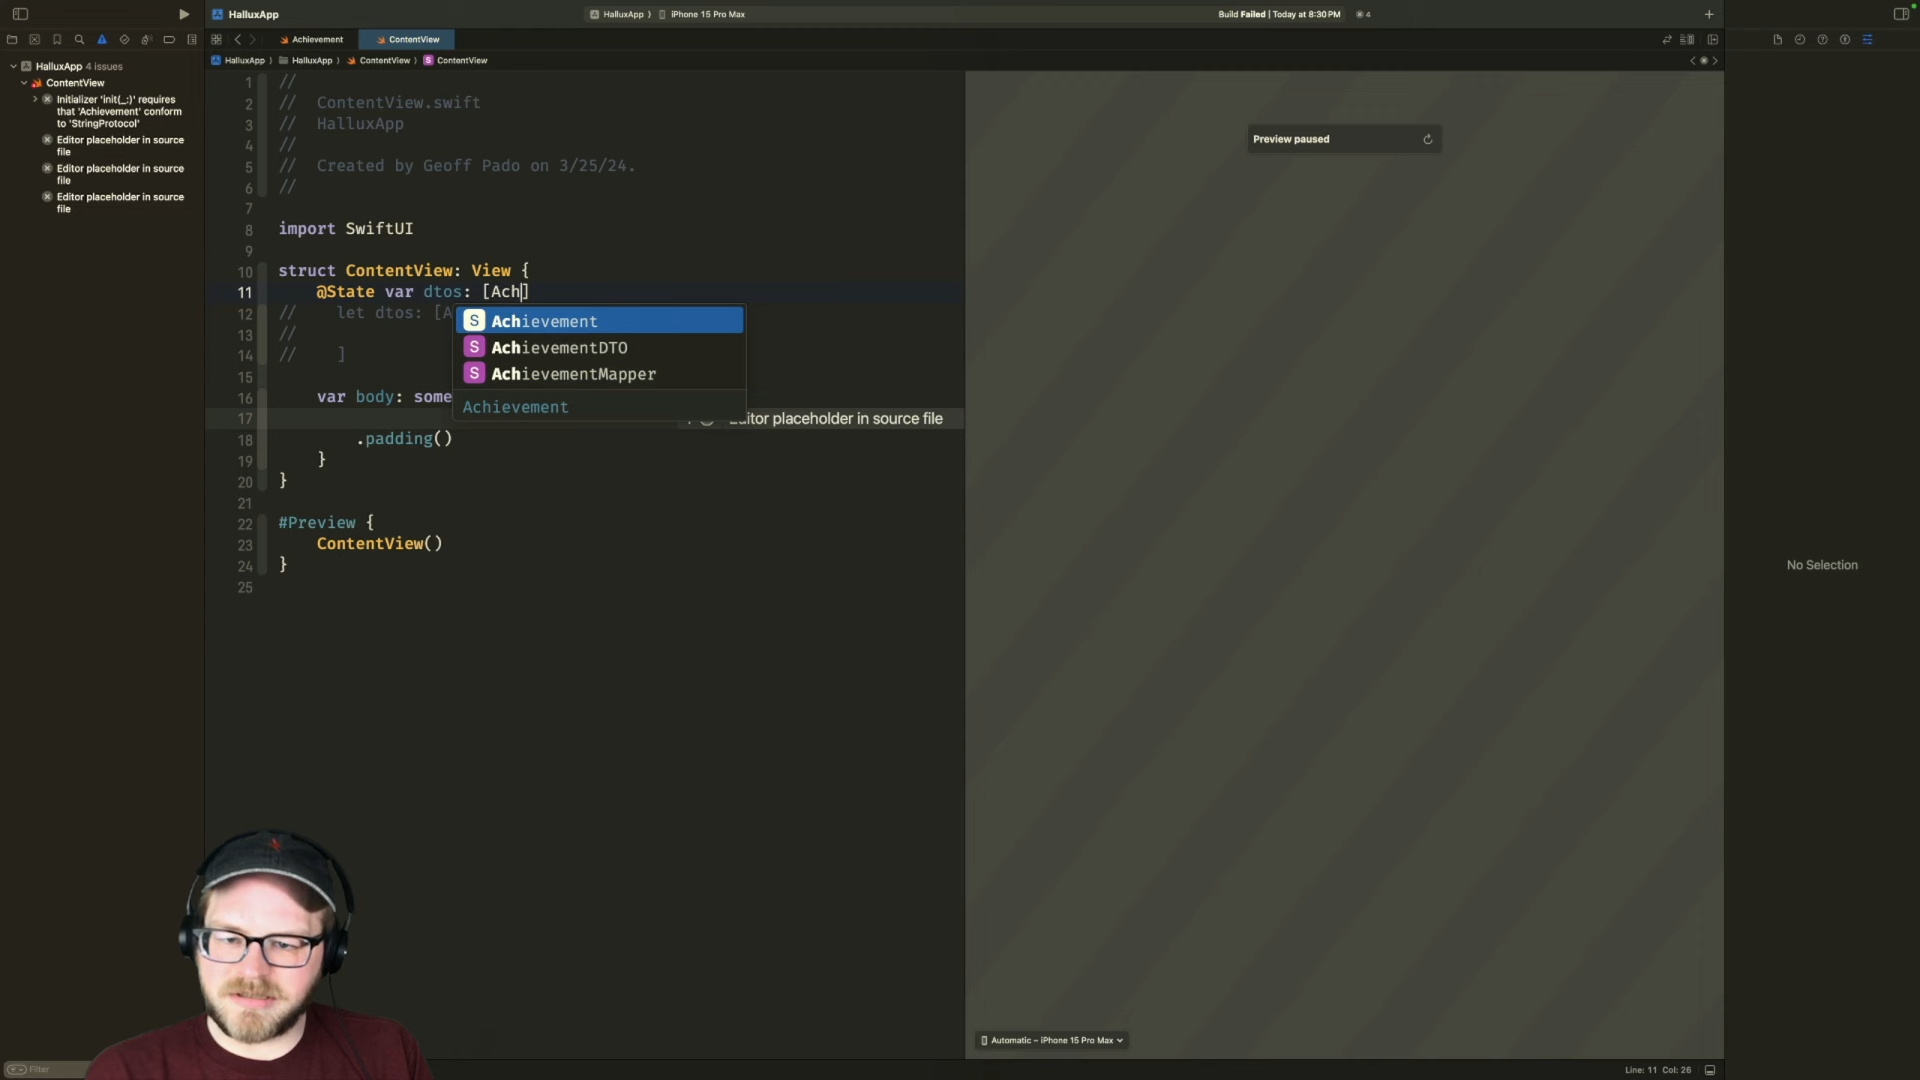 HalluxApp
HalluxApp ⟩ iPhone 15 Pro Max
Build Failed | Today at 8:30 PM
4
Achievement
ContentView
HalluxApp ⟩ HalluxApp ⟩ ContentView ⟩ S ContentView
HalluxApp 4 issues
ContentView
Initializer 'init(_:)' requires
that 'Achievement' conform
to 'StringProtocol'
Editor placeholder in source
file
Editor placeholder in source
file
Editor placeholder in source
file
1 //
2 // ContentView.swift
3 // HalluxApp
4 //
5 // Created by Geoff Pado on 3/25/24.
6 //
7
8 import SwiftUI
9
10 struct ContentView: View {
11 @State var dtos: [Ach]
12 // let dtos: [A
13 //
14 // ]
15
16 var body: some
17
18 .padding()
19 }
20 }
21
22 #Preview {
23 ContentView()
24 }
25
S Achievement
S AchievementDTO
S AchievementMapper
Achievement
Editor placeholder in source file
Preview paused
No Selection
Automatic – iPhone 15 Pro Max
Filter
Line: 11 Col: 26